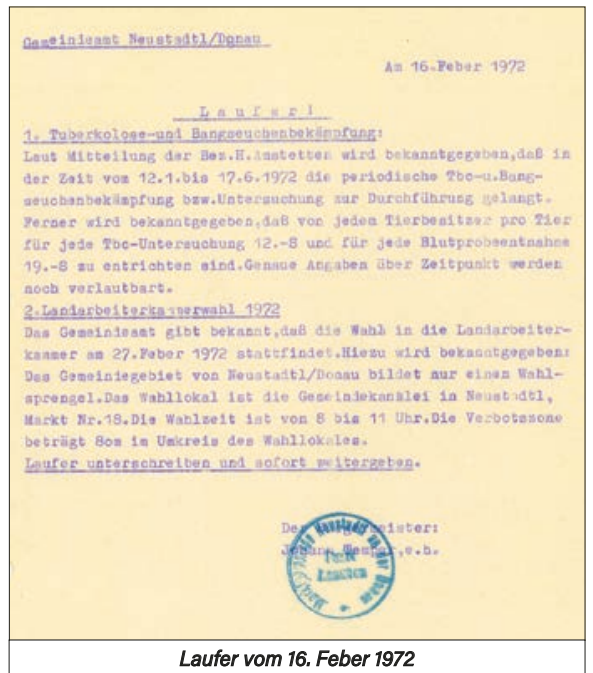 Gemeindeamt Neustadtl/Donau
Am 16.Feber 1972
L a u f e r !
1. Tuberkolose-und Bangseuchenbekämpfung:
Laut Mitteilung der Bez.H.Amstetten wird bekanntgegeben,daß in
der Zeit vom 12.1.bis 17.6.1972 die periodische Tbc-u.Bang-
seuchenbekämpfung bzw.Untersuchung zur Durchführung gelangt.
Ferner wird bekanntgegeben,daß von jeden Tierbesitzer pro Tier
für jede Tbc-Untersuchung 12.-S und für jede Blutprobeentnahme
19.-S zu entrichten sind.Genaue Angaben über Zeitpunkt werden
noch verlautbart.
2.Landarbeiterkammerwahl 1972
Das Gemeindeamt gibt bekannt,daß die Wahl in die Landarbeiter-
kammer am 27.Feber 1972 stattfindet.Hiezu wird bekanntgegeben:
Das Gemeindegebiet von Neustadtl/Donau bildet nur einen Wahl-
sprengel.Das Wahllokal ist die Gemeindekanzlei in Neustadtl,
Markt Nr.18.Die Wahlzeit ist von 8 bis 11 Uhr.Die Verbotszone
beträgt 8om im Umkreis des Wahllokales.
Laufer unterschreiben und sofort weitergeben.
Der Bürgermeister:
Johann ,e.h.
Neustadtl an der Donau
Laufer vom 16. Feber 1972